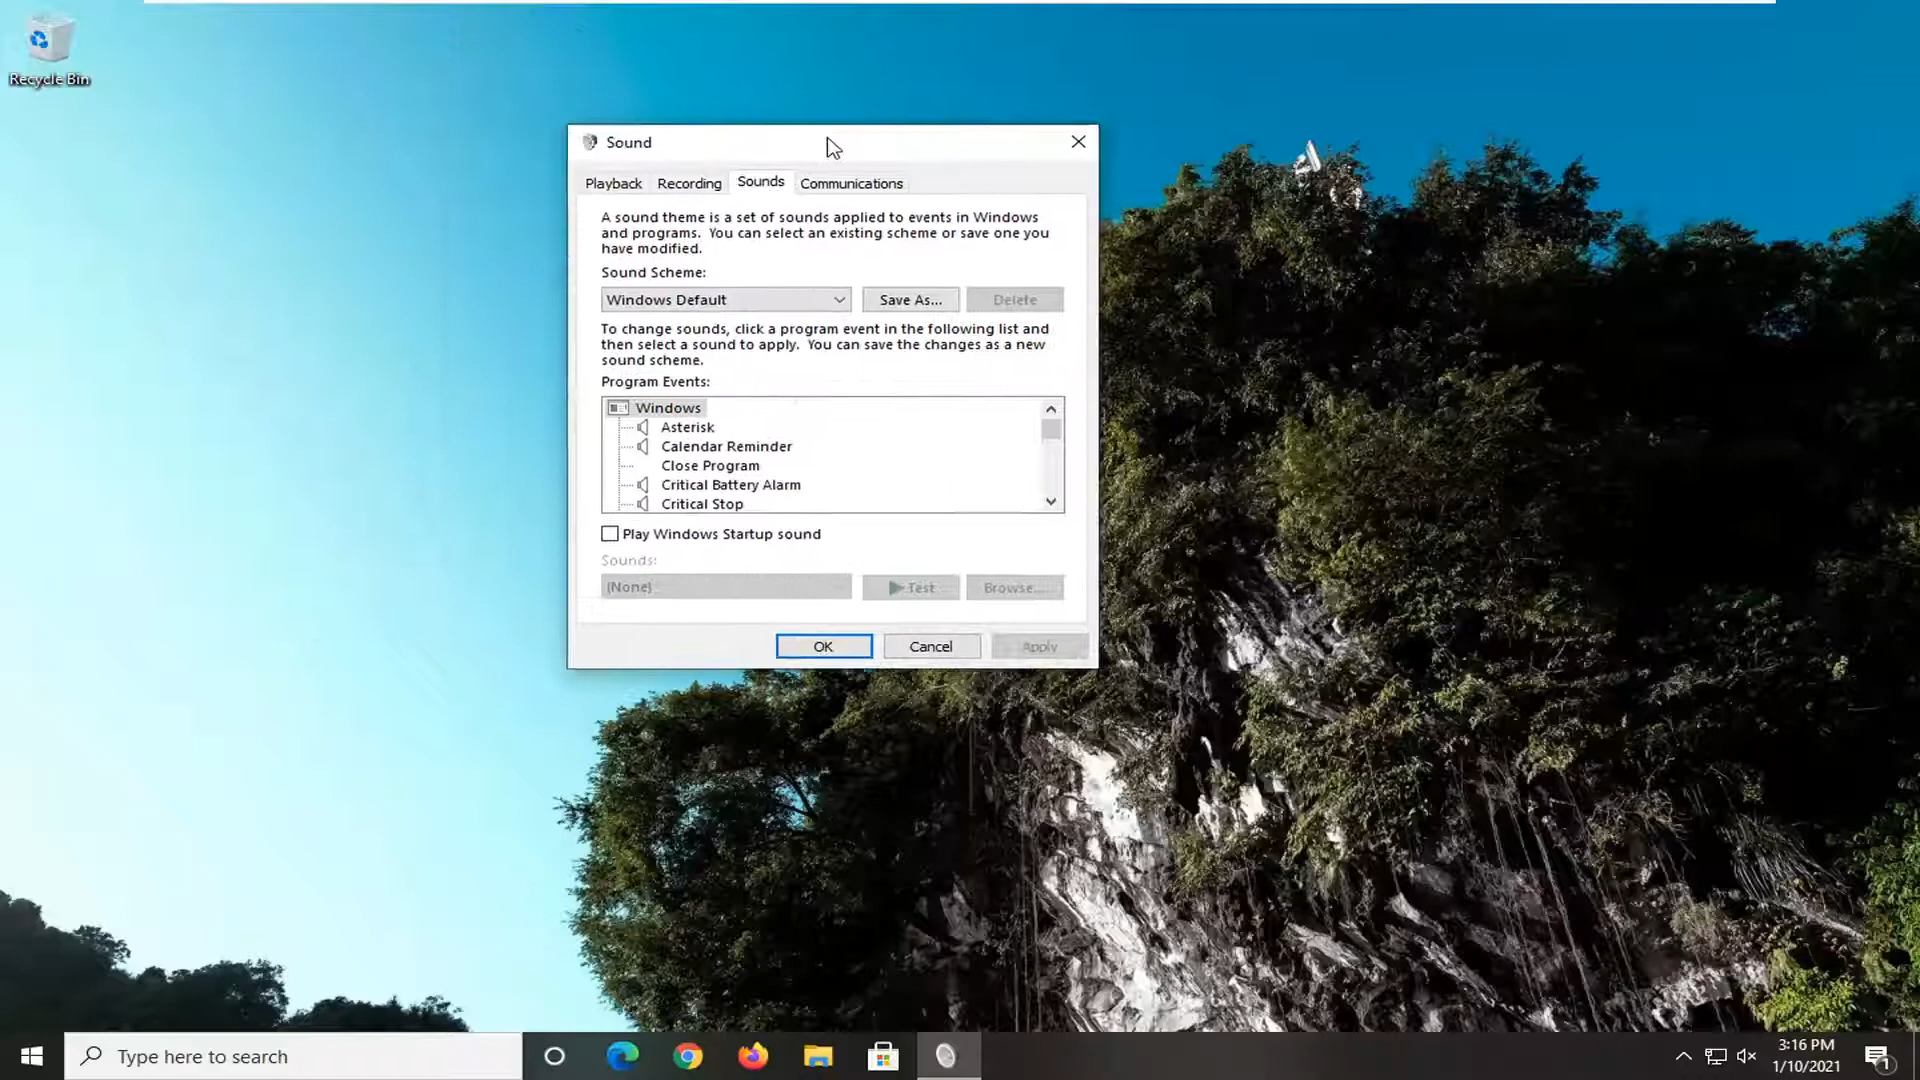 Recycle Bin
Sound
Playback Recording Sounds Communications
A sound theme is a set of sounds applied to events in Windows
and programs. You can select an existing scheme or save one you
have modified.
Sound Scheme:
Windows Default Save As... Delete
To change sounds, click a program event in the following list and
then select a sound to apply. You can save the changes as a new
sound scheme.
Program Events:
Windows
Asterisk
Calendar Reminder
Close Program
Critical Battery Alarm
Critical Stop
Play Windows Startup sound
Sounds:
(None) Test Browse...
OK Cancel Apply
Type here to search
3:16 PM
1/10/2021
1